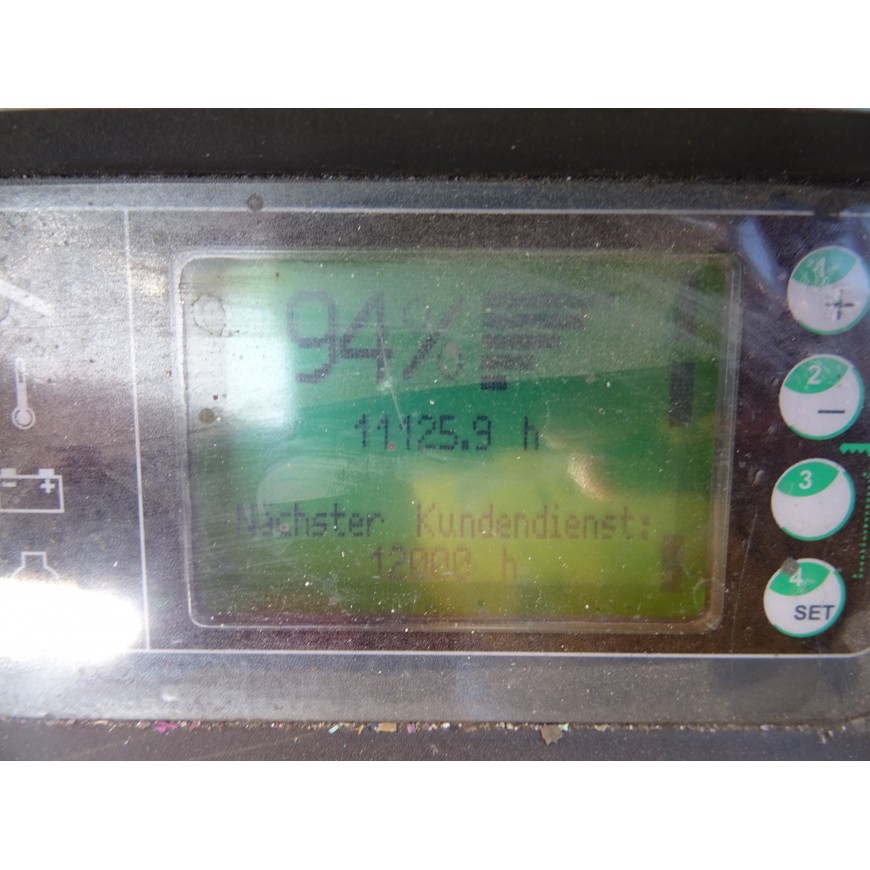 94%
11125.9 h
Nächster Kundendienst:
12000 h
1
+
2
−
3
4
SET